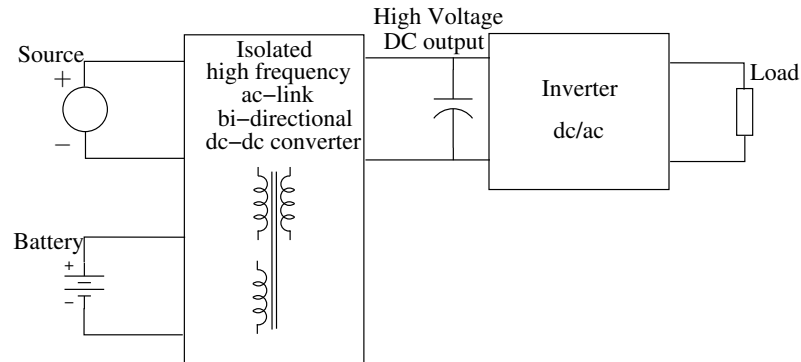 High Voltage
DC output
Source
+
−
Isolated
high frequency
ac−link
bi−directional
dc−dc converter
Inverter
dc/ac
Load
Battery
+
−